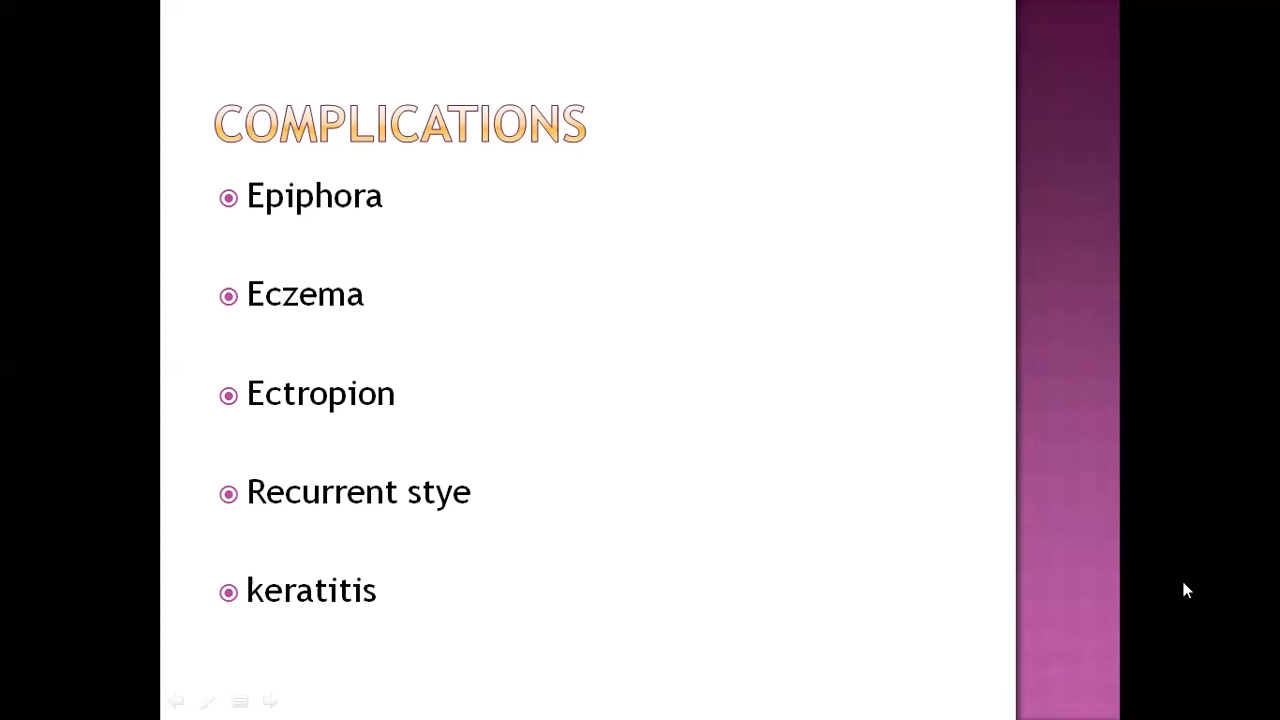 COMPLICATIONS
Epiphora
Eczema
Ectropion
Recurrent stye
keratitis